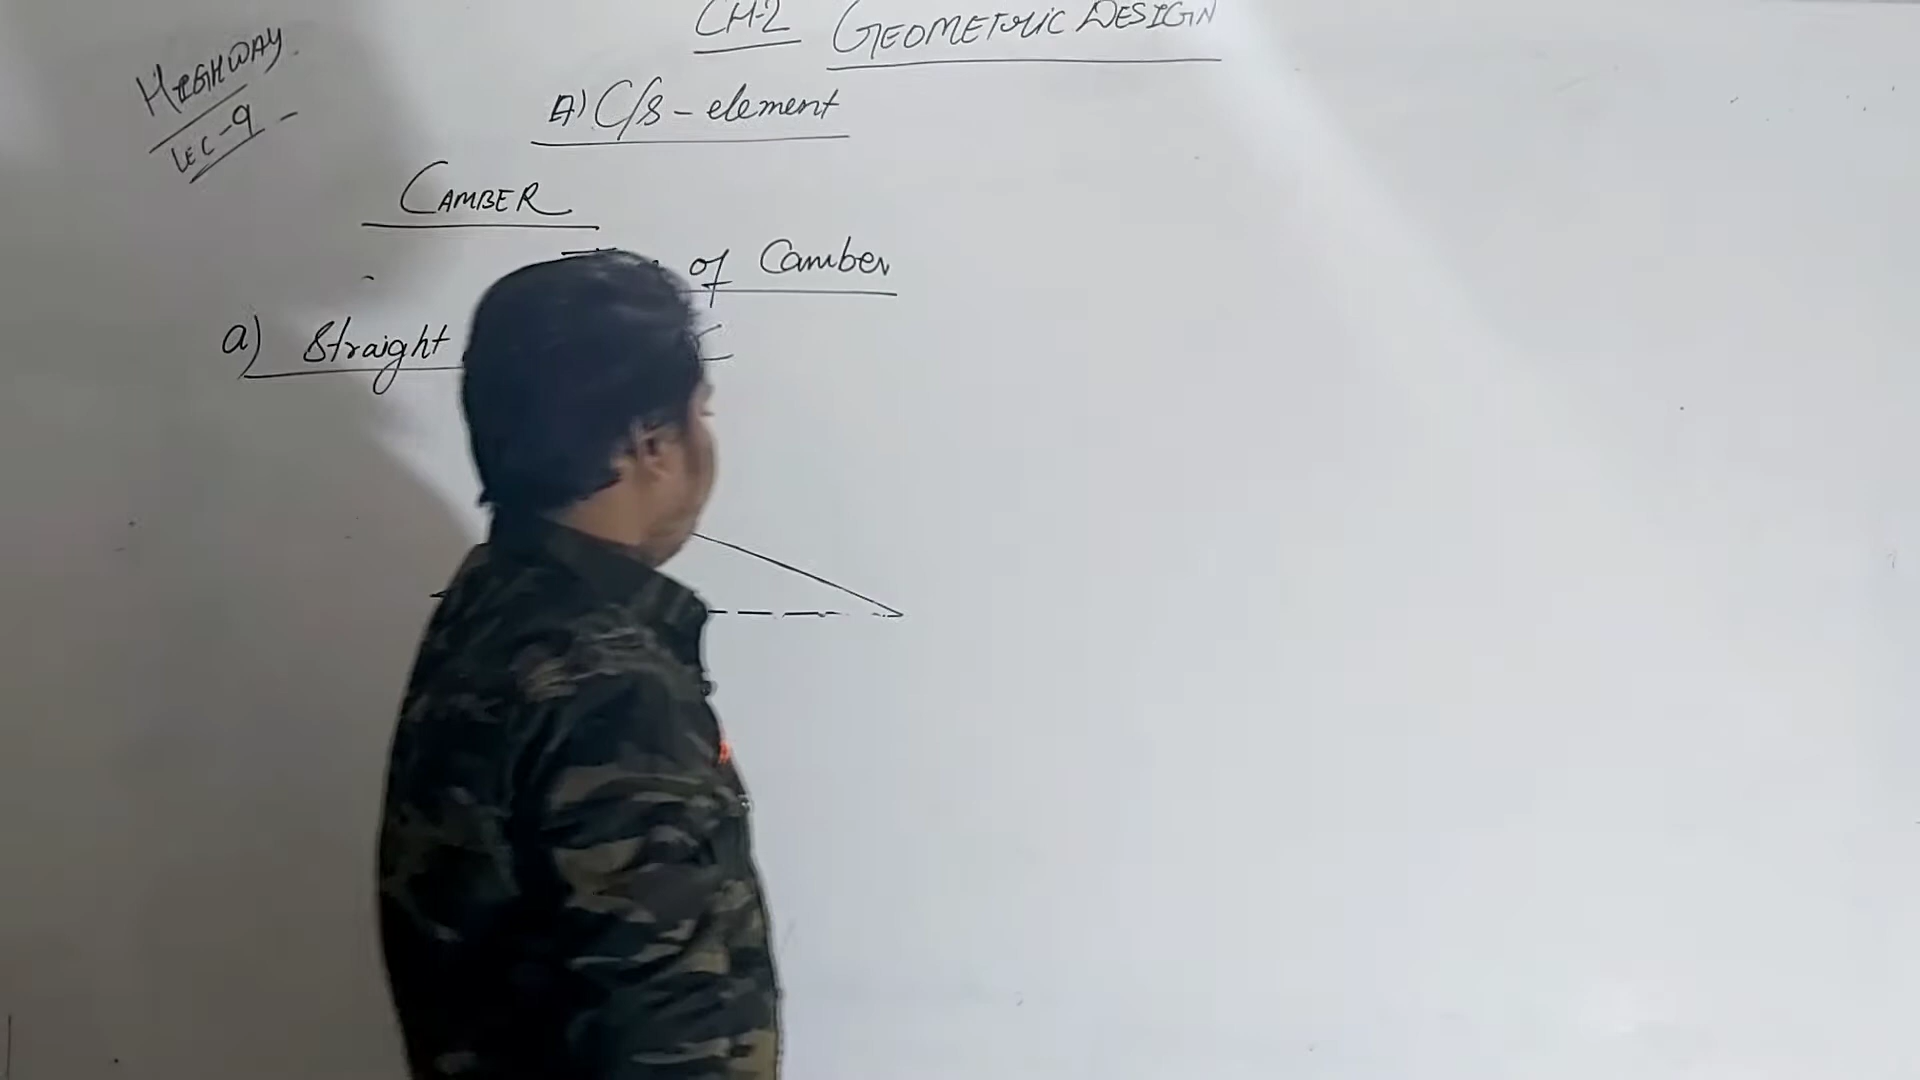 CH-2 GEOMETRIC DESIGN
HIGHWAY.
LEC-9
A) C/S - element
CAMBER
of Camber
a) Straight